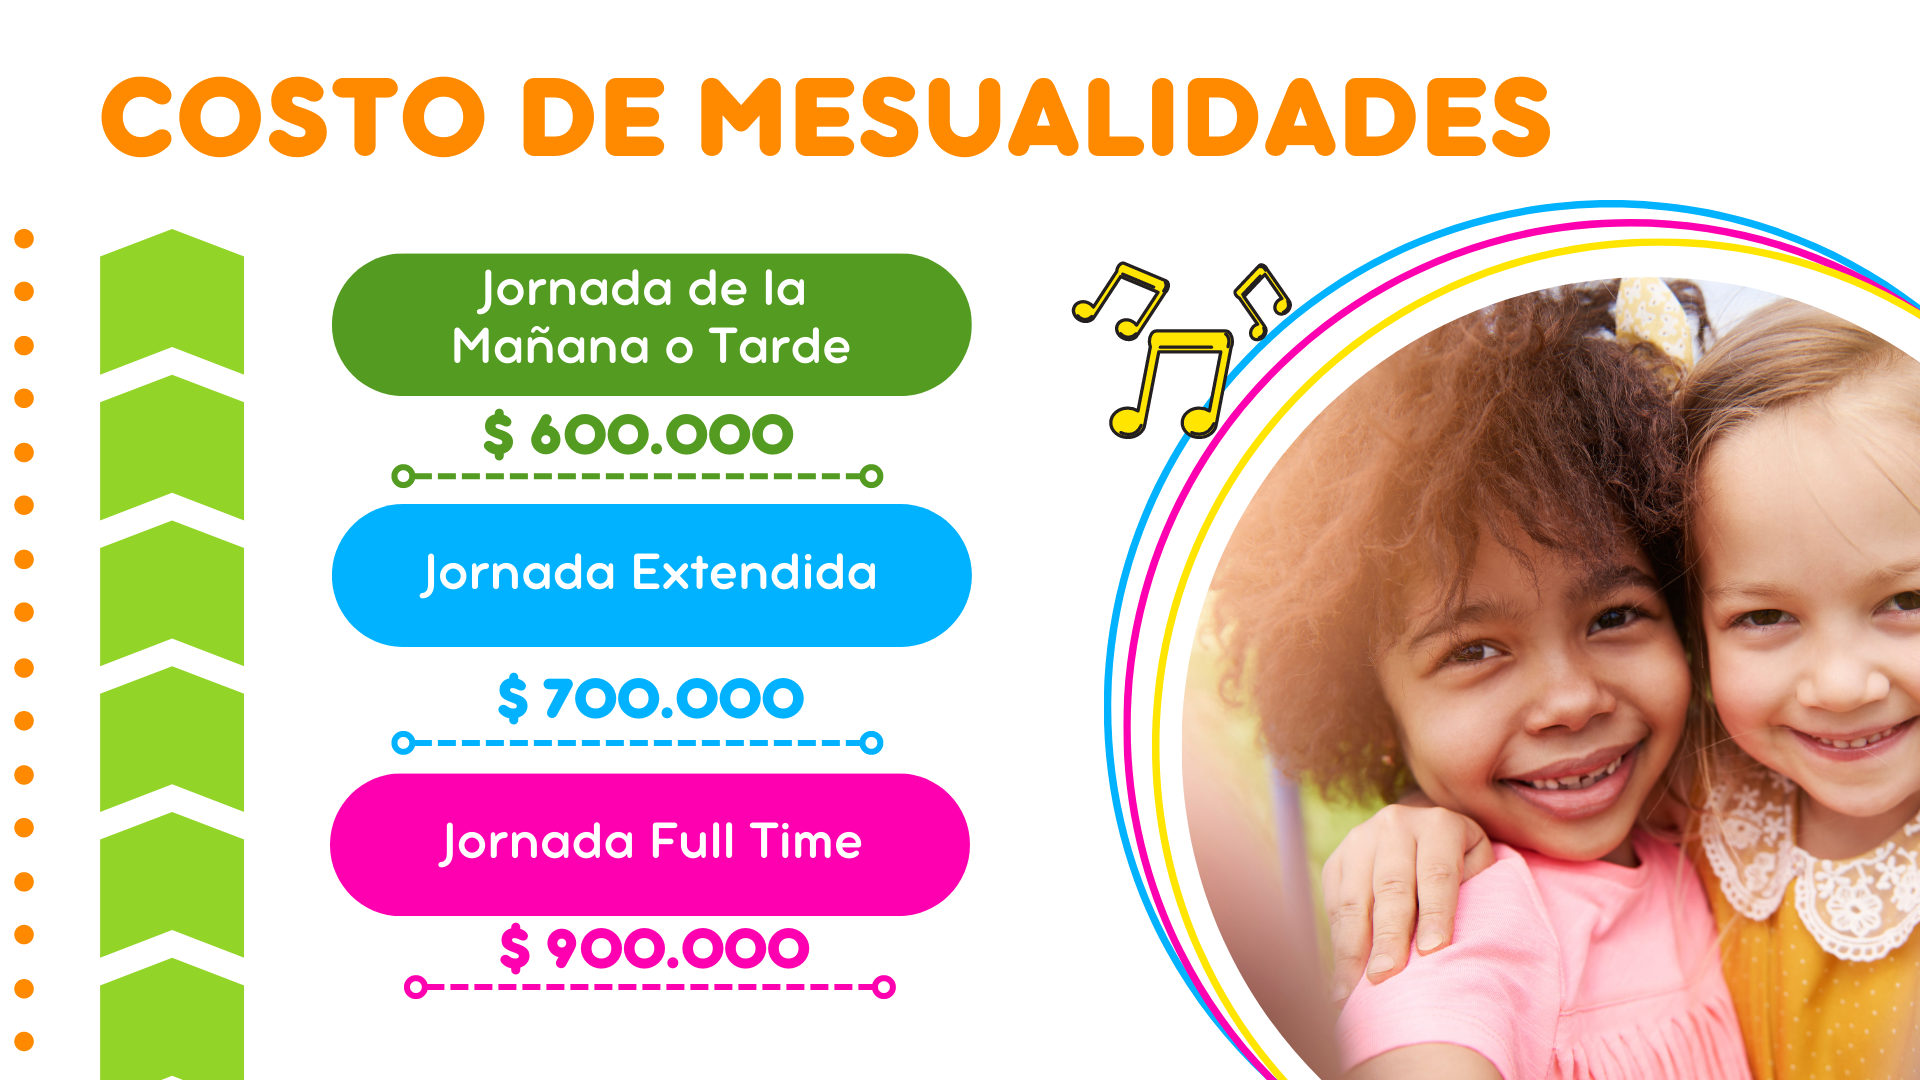 COSTO DE MESUALIDADES
Jornada de la
Mañana o Tarde
$ 600.000
Jornada Extendida
$ 700.000
Jornada Full Time
$ 900.000